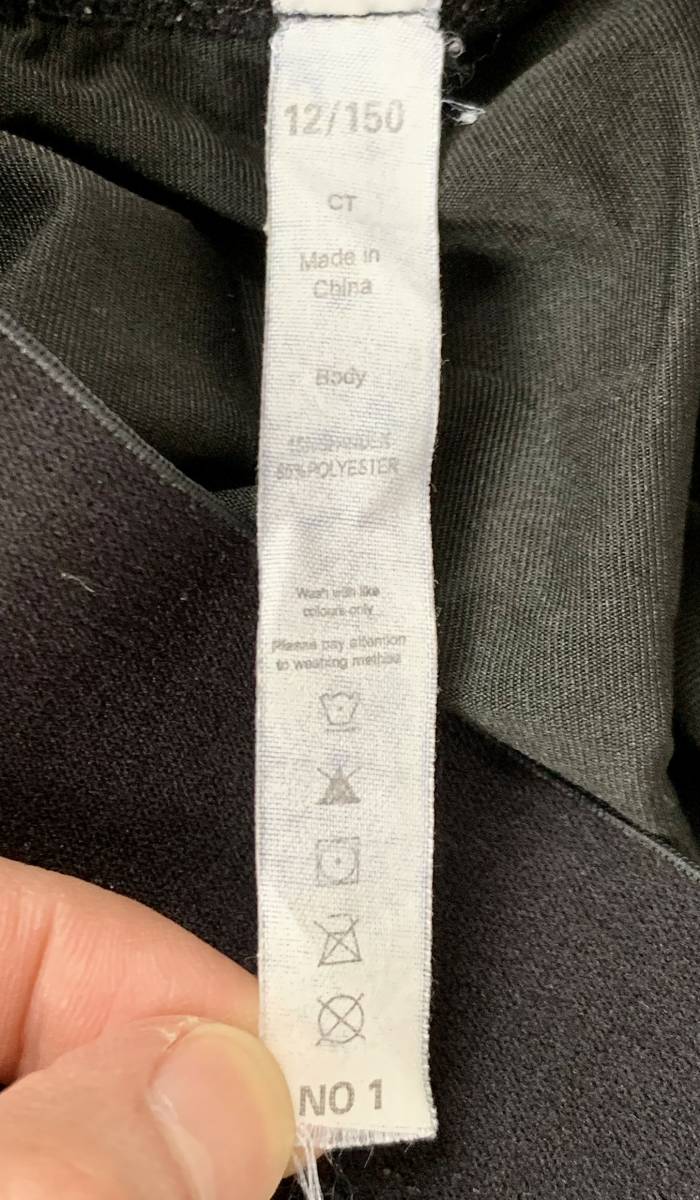 12/150
CT
Made in
China
Body
POLYESTER
Wash with like
colours only
Please pay attention
to washing method
NO 1